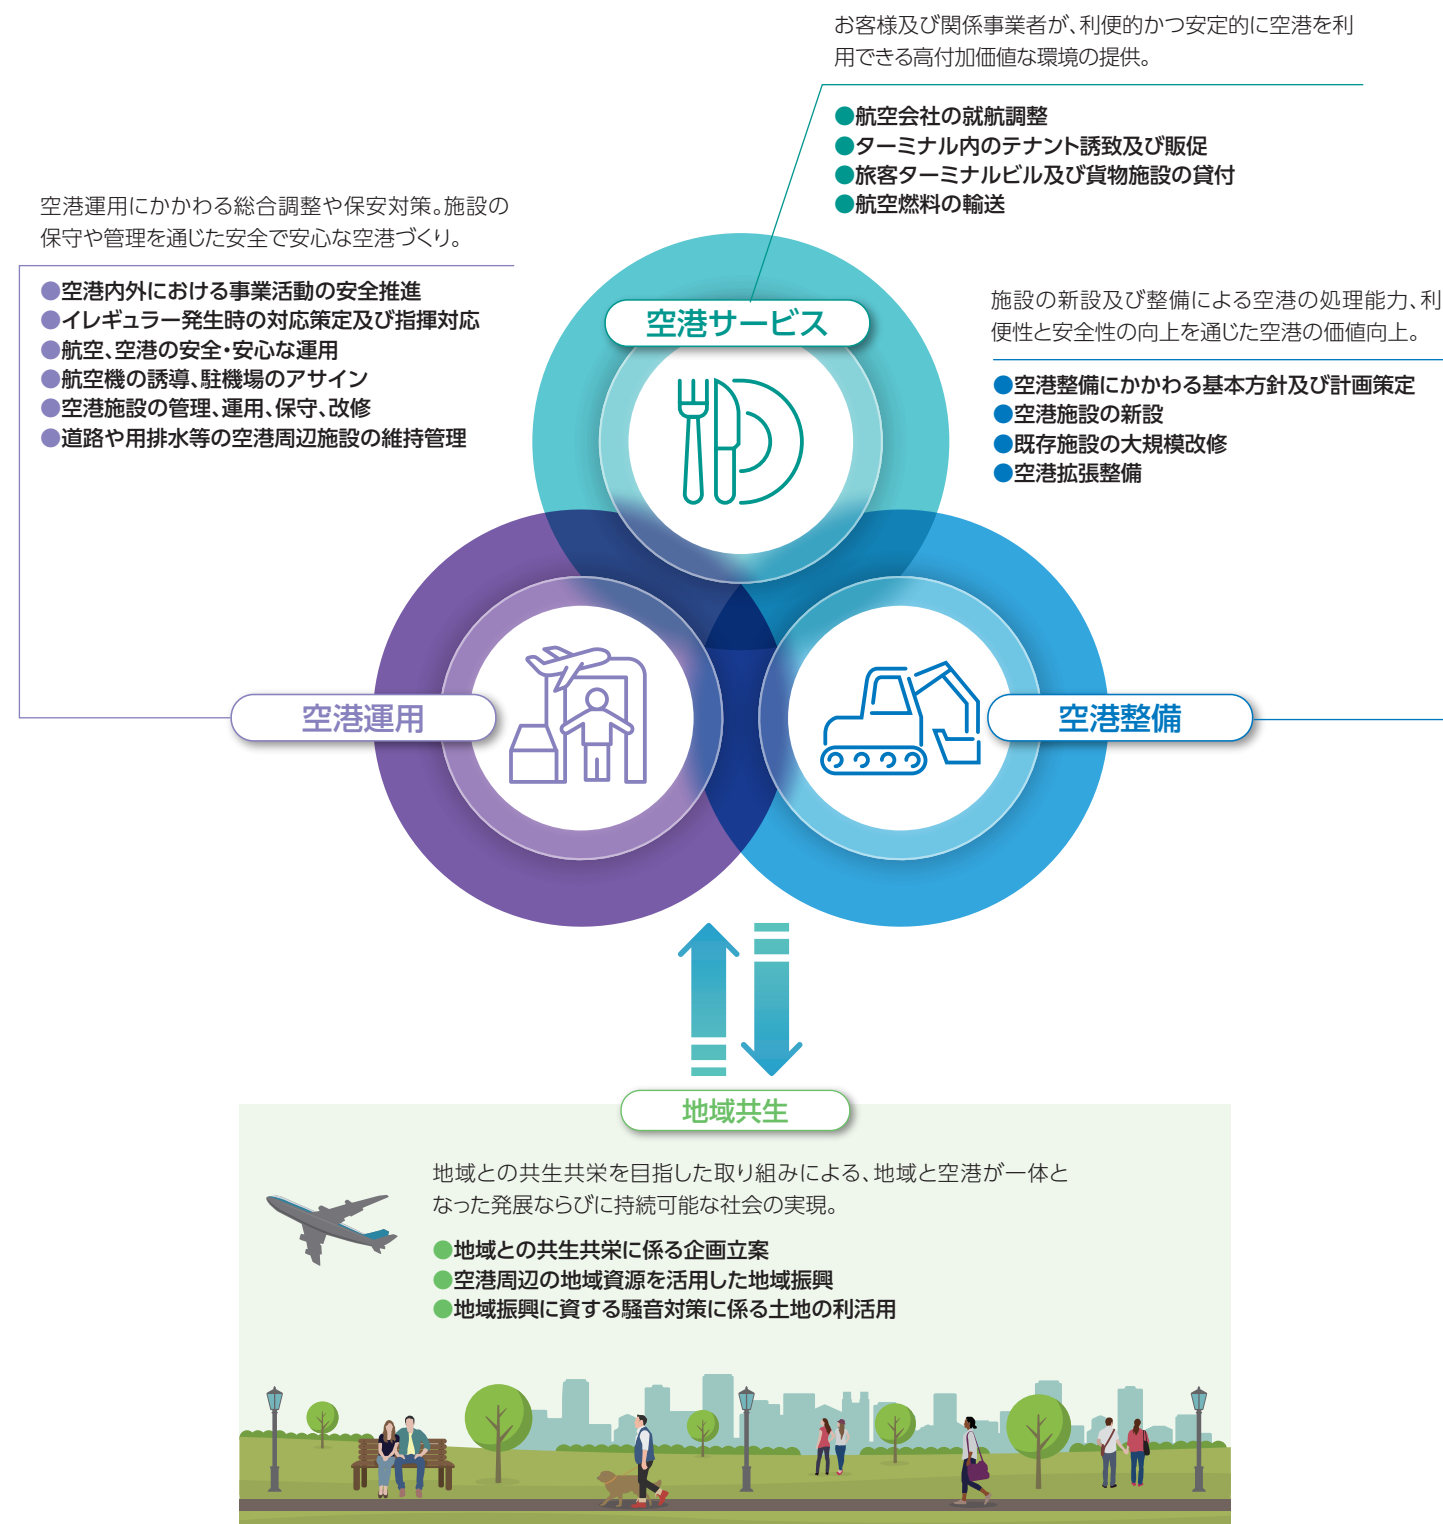 お客様及び関係事業者が、利便的かつ安定的に空港を利
用できる高付加価値な環境の提供。
●航空会社の就航調整
●ターミナル内のテナント誘致及び販促
●旅客ターミナルビル及び貨物施設の貸付
●航空燃料の輸送
空港運用にかかわる総合調整や保安対策。施設の
保守や管理を通じた安全で安心な空港づくり。
●空港内外における事業活動の安全推進
●イレギュラー発生時の対応策定及び指揮対応
●航空、空港の安全・安心な運用
●航空機の誘導、駐機場のアサイン
●空港施設の管理、運用、保守、改修
●道路や用排水等の空港周辺施設の維持管理
施設の新設及び整備による空港の処理能力、利
便性と安全性の向上を通じた空港の価値向上。
●空港整備にかかわる基本方針及び計画策定
●空港施設の新設
●既存施設の大規模改修
●空港拡張整備
空港サービス
空港運用
空港整備
地域共生
地域との共生共栄を目指した取り組みによる、地域と空港が一体と
なった発展ならびに持続可能な社会の実現。
●地域との共生共栄に係る企画立案
●空港周辺の地域資源を活用した地域振興
●地域振興に資する騒音対策に係る土地の利活用